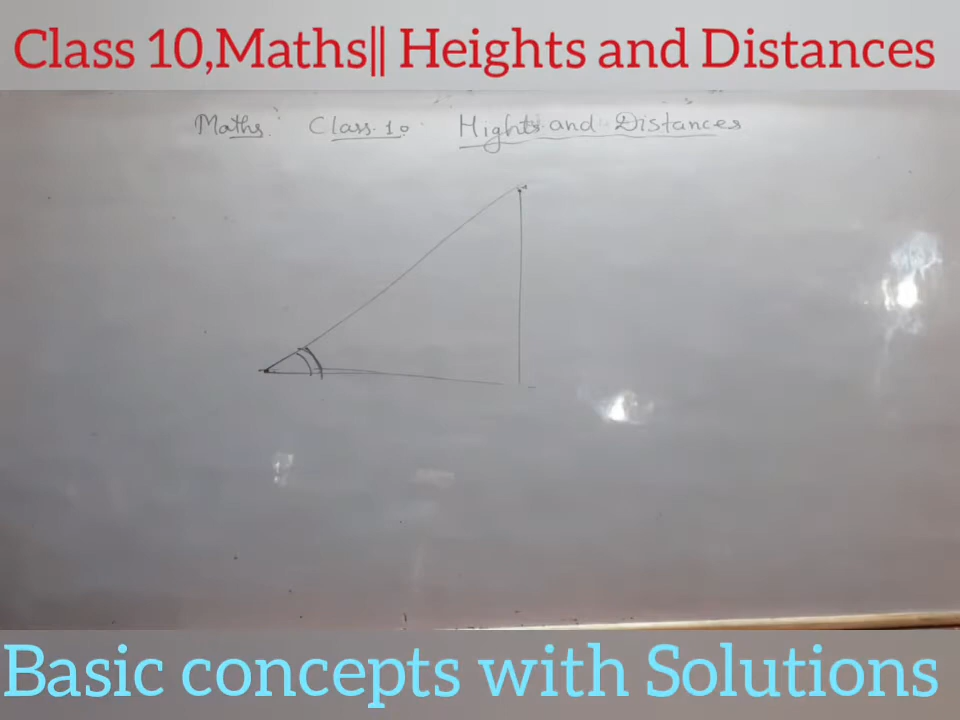 Class 10,Maths|| Heights and Distances
Maths. Class 10. Hights and Distances
Basic concepts with Solutions